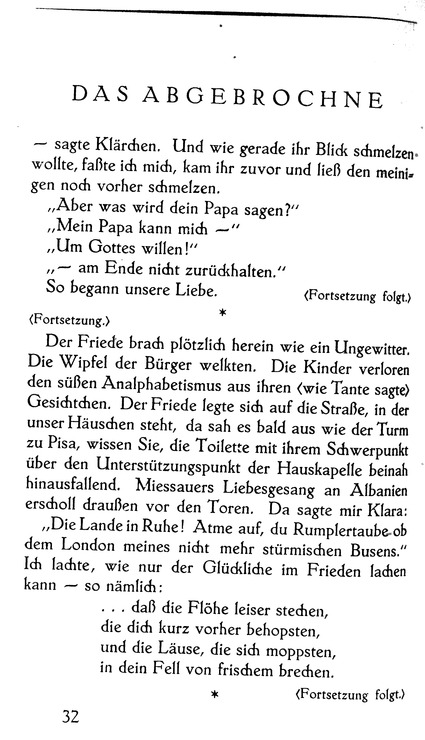 DAS ABGEBROCHNE
— sagte Klärchen. Und wie gerade ihr Blick schmelzen
wollte, faßte ich mich, kam ihr zuvor und ließ den meini-
gen noch vorher schmelzen.
„Aber was wird dein Papa sagen?“
„Mein Papa kann mich —“
„Um Gottes willen!“
„— am Ende nicht zurückhalten.“
So begann unsere Liebe. (Fortsetzung folgt.)
*
(Fortsetzung.)
Der Friede brach plötzlich herein wie ein Ungewitter.
Die Wipfel der Bürger welkten. Die Kinder verloren
den süßen Analphabetismus aus ihren (wie Tante sagte)
Gesichtchen. Der Friede legte sich auf die Straße, in der
unser Häuschen steht, da sah es bald aus wie der Turm
zu Pisa, wissen Sie, die Toilette mit ihrem Schwerpunkt
über den Unterstützungspunkt der Hauskapelle beinah
hinausfallend. Miessauers Liebesgesang an Albanien
erscholl draußen vor den Toren. Da sagte mir Klara:
„Die Lande in Ruhe! Atme auf, du Rumplertaube ob
dem London meines nicht mehr stürmischen Busens.“
Ich lachte, wie nur der Glückliche im Frieden lachen
kann — so nämlich:
. . . daß die Flöhe leiser stechen,
die dich kurz vorher behopsten,
und die Läuse, die sich moppsten,
in dein Fell von frischem brechen.
* (Fortsetzung folgt.)
32